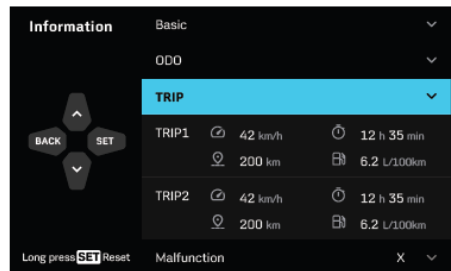 Information
Basic
ODO
TRIP
BACK
SET
TRIP1 42 km/h 12 h 35 min
200 km 6.2 L/100km
TRIP2 42 km/h 12 h 35 min
200 km 6.2 L/100km
Long press SET Reset
Malfunction X